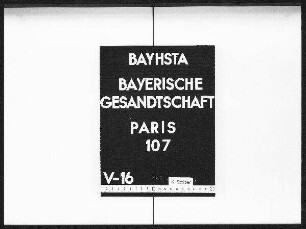 BAYHSTA
BAYERISCHE
GESANDTSCHAFT
PARIS
107
V-16